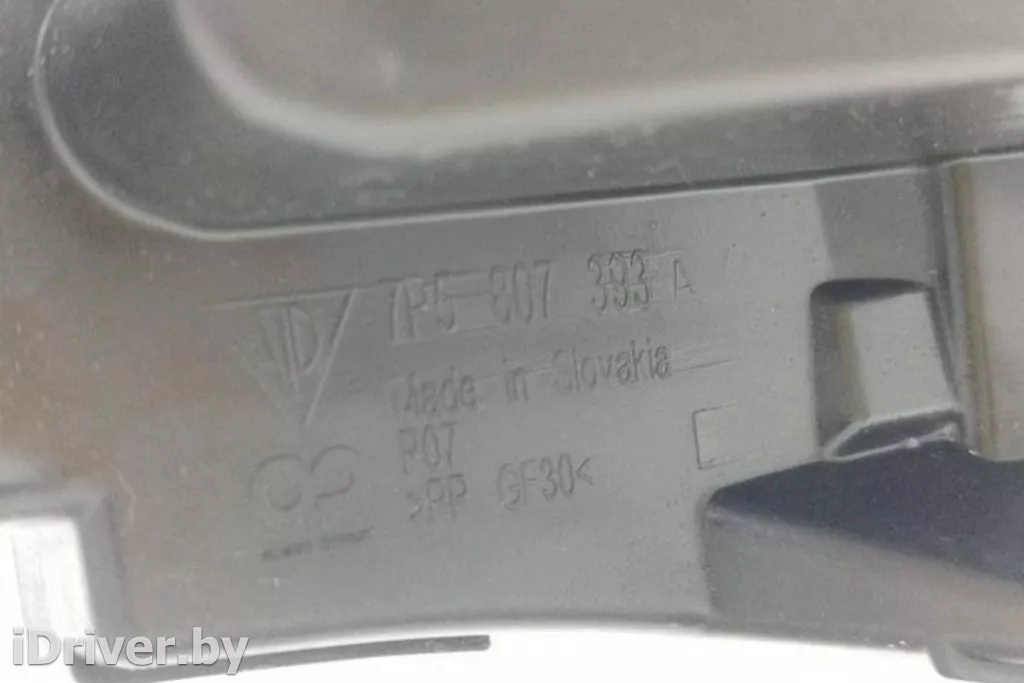 7P5 807 393 A
Made in Slovakia
P07
>PP GF30<
iDriver.by